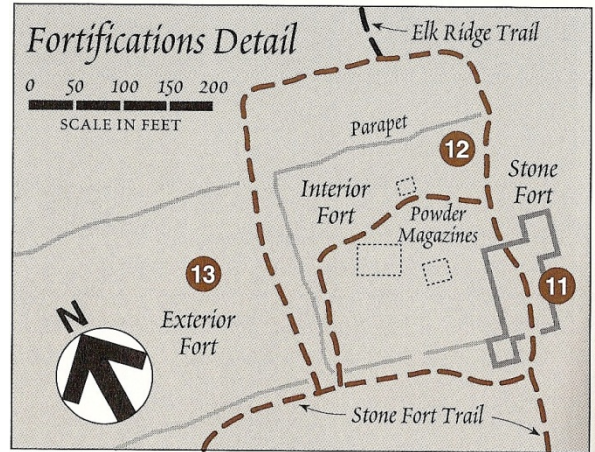 Fortifications Detail
0 50 100 150 200
SCALE IN FEET
Elk Ridge Trail
Parapet
12
Stone
Fort
Interior
Fort
Powder
Magazines
11
13
Exterior
Fort
N
Stone Fort Trail